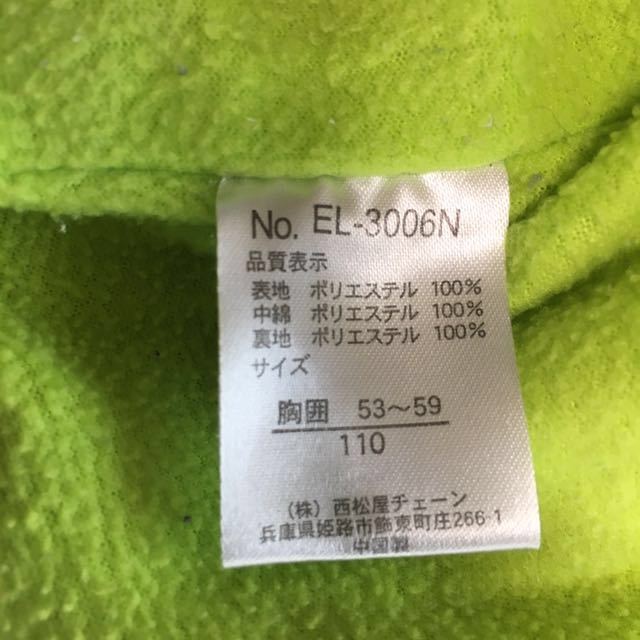 No. EL-3006N
品質表示
表地 ポリエステル 100%
中綿 ポリエステル 100%
裏地 ポリエステル 100%
サイズ
胸囲 53〜59
110
(株) 西松屋チェーン
兵庫県姫路市飾東町庄266-1
中国製